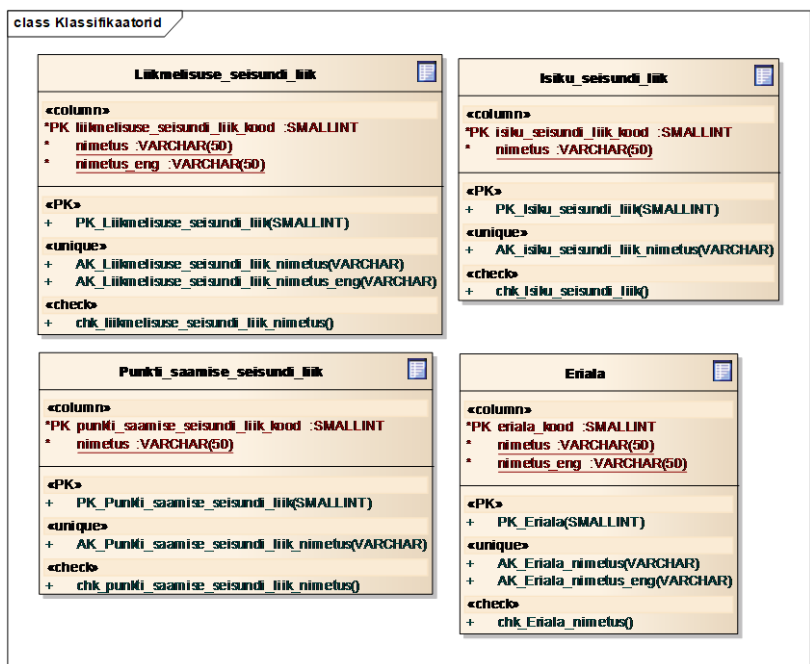 class Klassifikaatorid
Liikmelisuse_seisundi_liik
«column»
*PK liikmelisuse_seisundi_liik_kood :SMALLINT
* nimetus :VARCHAR(50)
* nimetus_eng :VARCHAR(50)
«PK»
+ PK_Liikmelisuse_seisundi_liik(SMALLINT)
«unique»
+ AK_Liikmelisuse_seisundi_liik_nimetus(VARCHAR)
+ AK_Liikmelisuse_seisundi_liik_nimetus_eng(VARCHAR)
«check»
+ chk_liikmelisuse_seisundi_liik_nimetus()
Isiku_seisundi_liik
«column»
*PK isiku_seisundi_liik_kood :SMALLINT
* nimetus :VARCHAR(50)
«PK»
+ PK_Isiku_seisundi_liik(SMALLINT)
«unique»
+ AK_isiku_seisundi_liik_nimetus(VARCHAR)
«check»
+ chk_Isiku_seisundi_liik()
Punkti_saamise_seisundi_liik
«column»
*PK punkti_saamise_seisundi_liik_kood :SMALLINT
* nimetus :VARCHAR(50)
«PK»
+ PK_Punkti_saamise_seisundi_liik(SMALLINT)
«unique»
+ AK_Punkti_saamise_seisundi_liik_nimetus(VARCHAR)
«check»
+ chk_punkti_saamise_seisundi_liik_nimetus()
Eriala
«column»
*PK eriala_kood :SMALLINT
* nimetus :VARCHAR(50)
* nimetus_eng :VARCHAR(50)
«PK»
+ PK_Eriala(SMALLINT)
«unique»
+ AK_Eriala_nimetus(VARCHAR)
+ AK_Eriala_nimetus_eng(VARCHAR)
«check»
+ chk_Eriala_nimetus()